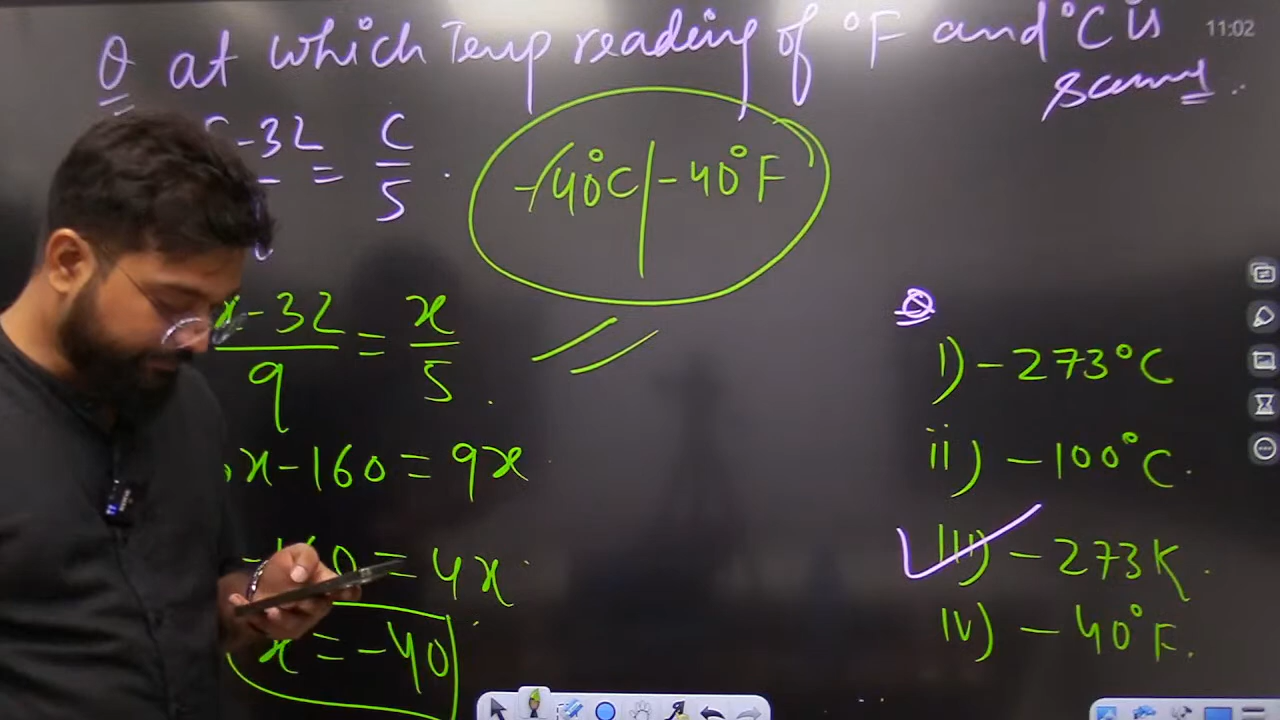 Q at which Temp reading of °F and °C is
same.
11:02
-32 = C/5
-40°C | -40°F
x-32/9 = x/5
x-160 = 9x
-160 = 4x
x = -40
Q
i) -273°C
ii) -100°C.
iii) -273K.
iv) -40°F.